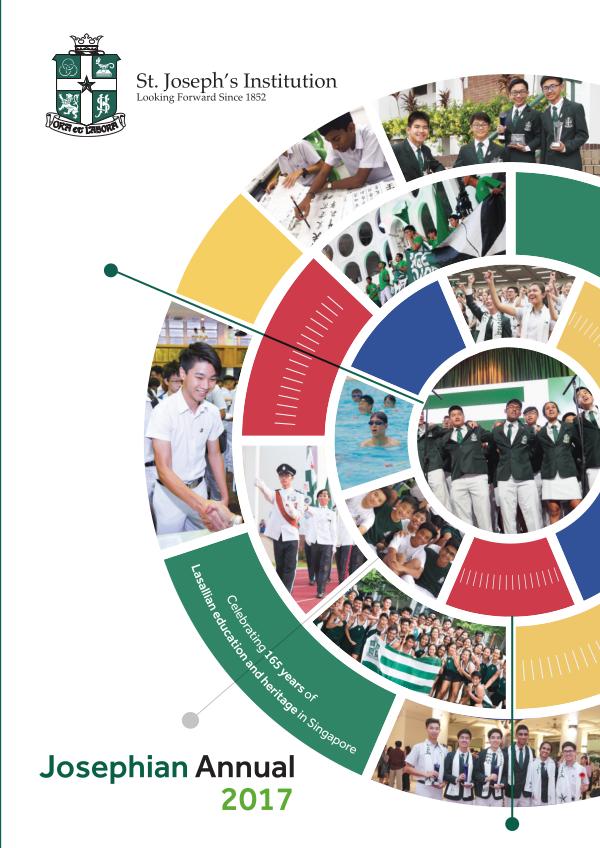 St. Joseph's Institution
Looking Forward Since 1852
ORA et LABORA
Celebrating 165 years of
Lasallian education and heritage in Singapore
Josephian Annual
2017